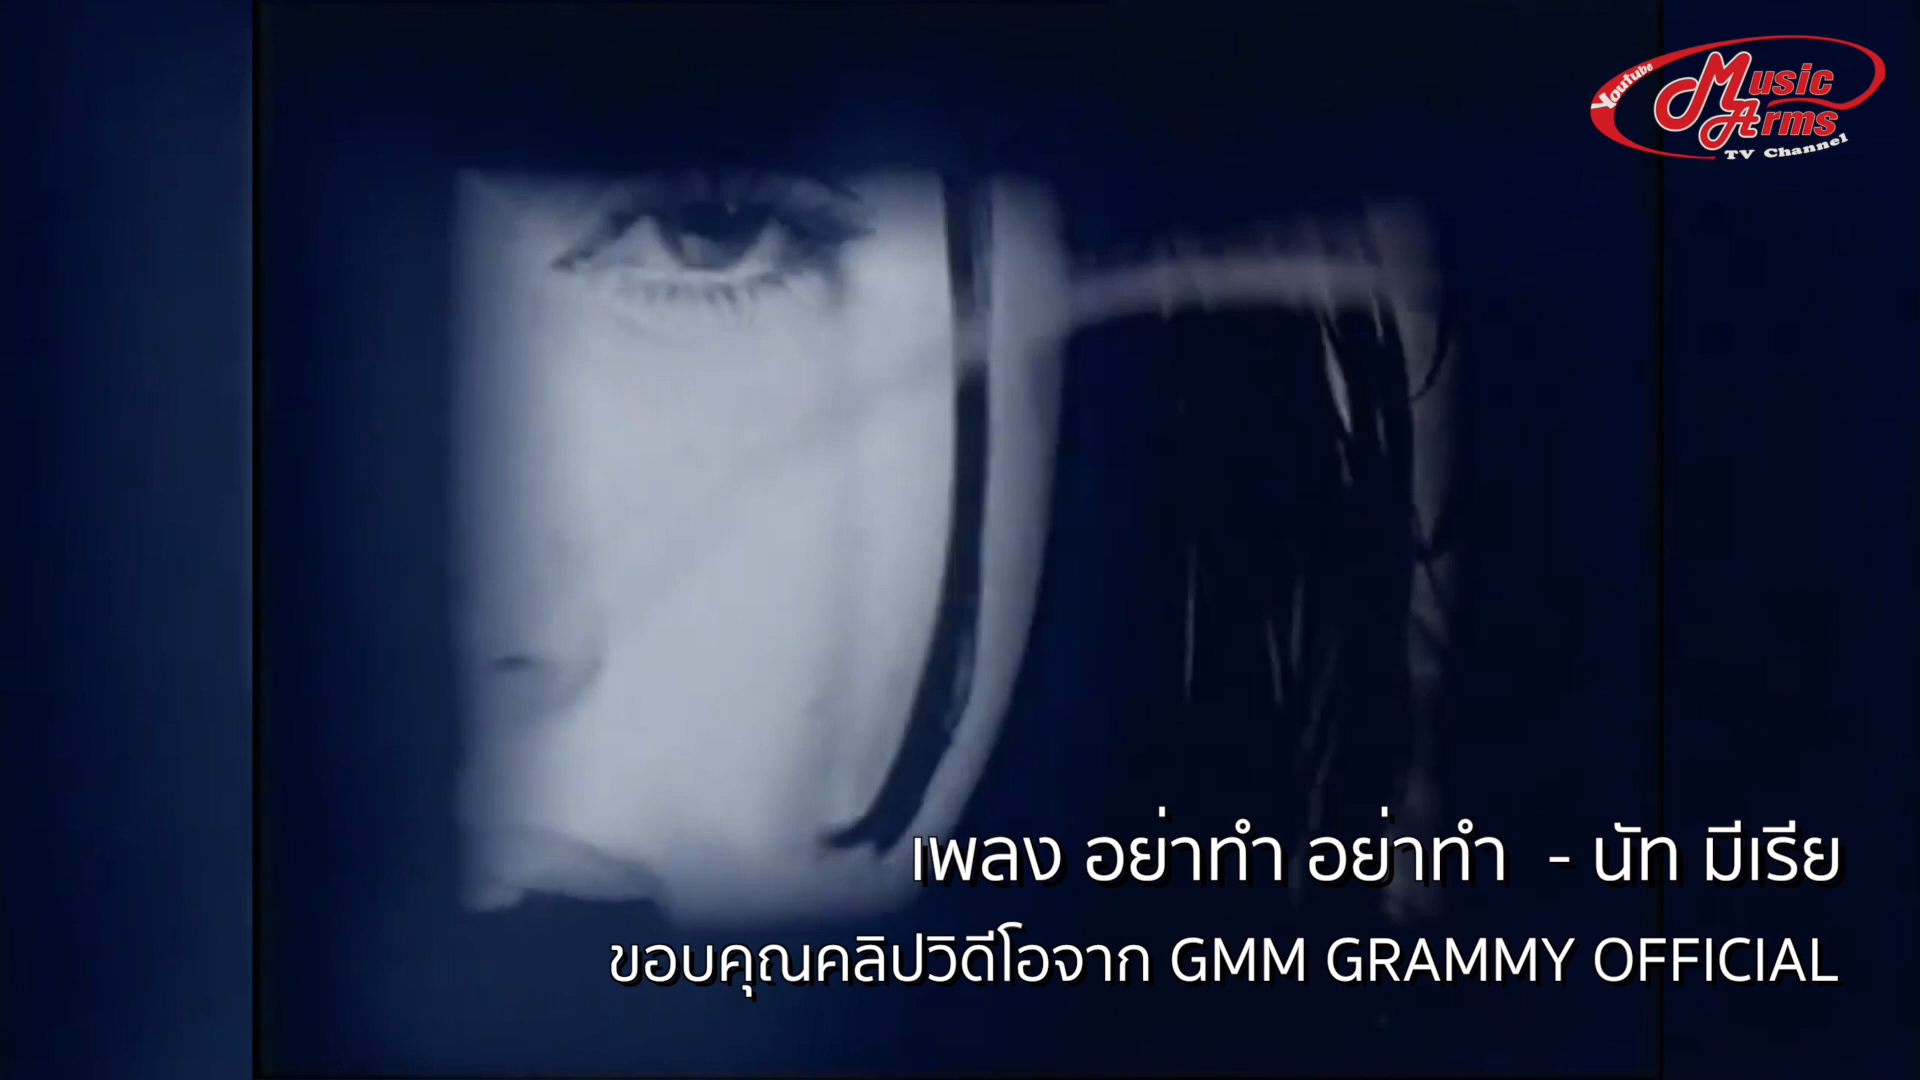 Youtube
Music
Arms
TV Channel
เพลง อย่าทำ อย่าทำ - นัท มีเรีย
ขอบคุณคลิปวิดีโอจาก GMM GRAMMY OFFICIAL